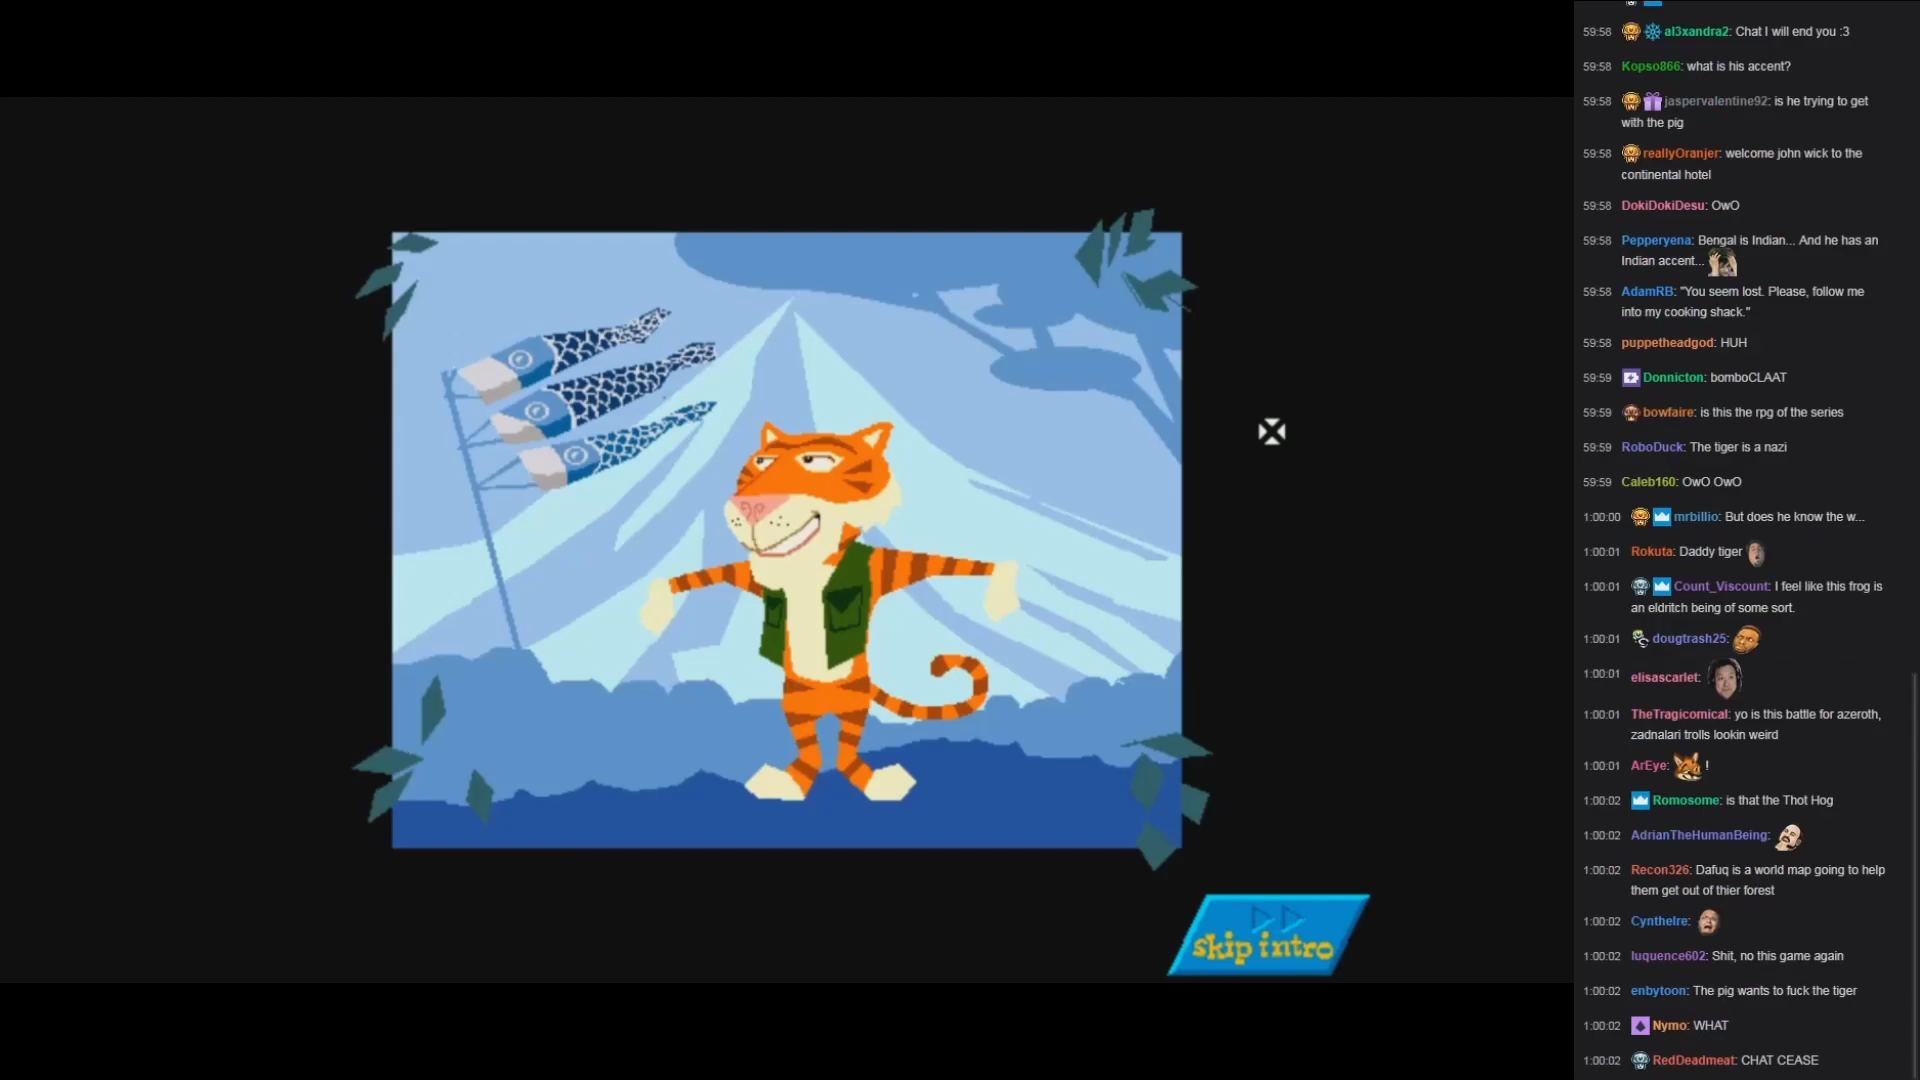 59:58 al3xandra2: Chat I will end you :3
59:58 Kopso866: what is his accent?
59:58 jaspervalentine92: is he trying to get
with the pig
59:58 reallyOranjer: welcome john wick to the
continental hotel
59:58 DokiDokiDesu: OwO
59:58 Pepperyena: Bengal is Indian... And he has an
Indian accent...
59:58 AdamRB: "You seem lost. Please, follow me
into my cooking shack."
59:58 puppetheadgod: HUH
59:59 Donnicton: bomboCLAAT
59:59 bowfaire: is this the rpg of the series
59:59 RoboDuck: The tiger is a nazi
59:59 Caleb160: OwO OwO
1:00:00 mrbillio: But does he know the w...
1:00:01 Rokuta: Daddy tiger
1:00:01 Count_Viscount: I feel like this frog is
an eldritch being of some sort.
1:00:01 dougtrash25:
1:00:01 elisascarlet:
1:00:01 TheTragicomical: yo is this battle for azeroth,
zadnalari trolls lookin weird
1:00:01 ArEye: !
1:00:02 Romosome: is that the Thot Hog
1:00:02 AdrianTheHumanBeing:
1:00:02 Recon326: Dafuq is a world map going to help
them get out of thier forest
1:00:02 Cynthelre:
1:00:02 luquence602: Shit, no this game again
1:00:02 enbytoon: The pig wants to fuck the tiger
1:00:02 Nymo: WHAT
1:00:02 RedDeadmeat: CHAT CEASE
skip intro